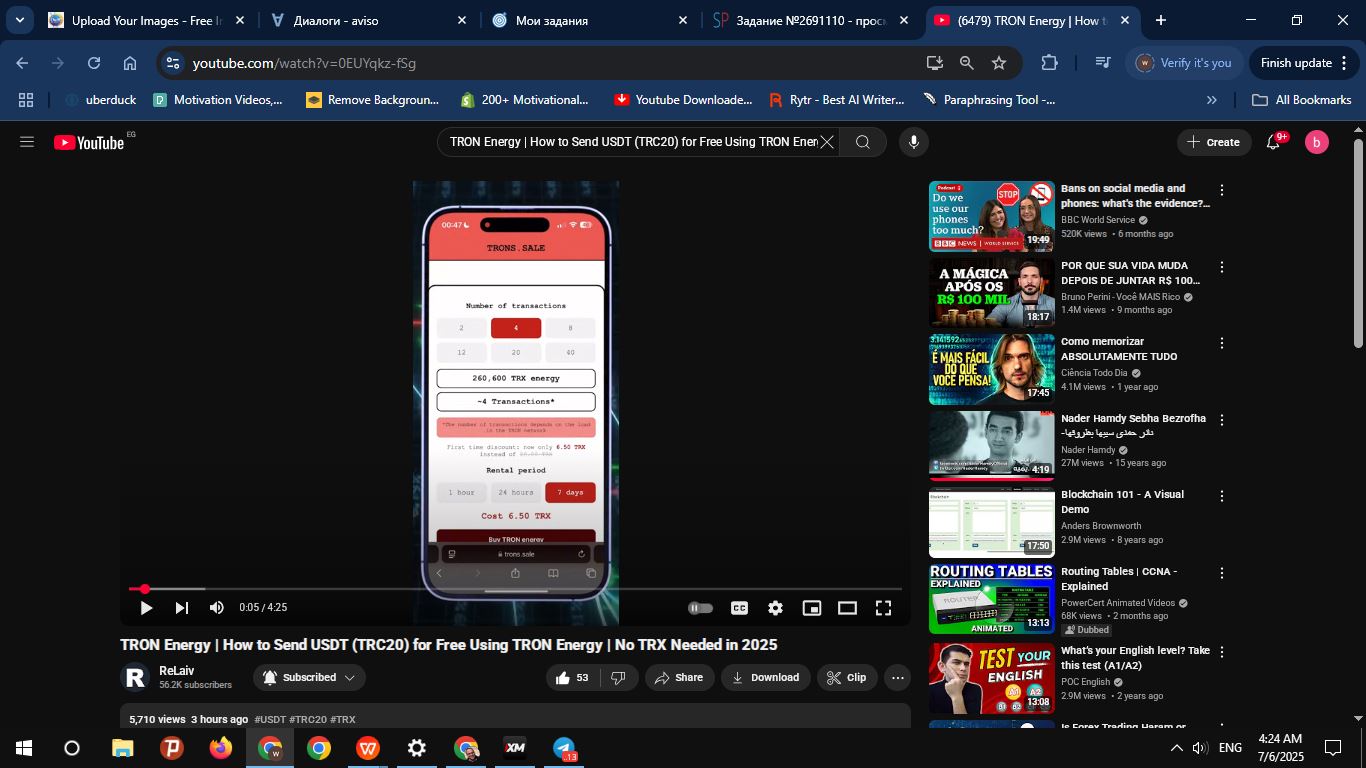 Upload Your Images - Free Ir
Диалоги - aviso
Мои задания
Задание №2691110 - прос
(6479) TRON Energy | How to
youtube.com/watch?v=0EUYqkz-fSg
Verify it's you
Finish update
uberduck
Motivation Videos,...
Remove Backgroun...
200+ Motivational...
Youtube Downloade...
Rytr - Best AI Writer...
Paraphrasing Tool -...
All Bookmarks
YouTube
EG
TRON Energy | How to Send USDT (TRC20) for Free Using TRON Ener
Create
9+
b
00:47
TRONS.SALE
Number of transactions
2
4
8
12
20
40
260,600 TRX energy
~4 Transactions*
*The number of transactions depends on the load
in the TRON network
First time discount: now only 6.50 TRX
instead of
Rental period
1 hour
24 hours
7 days
Cost 6.50 TRX
Buy TRON energy
trons.sale
0:05 / 4:25
CC
TRON Energy | How to Send USDT (TRC20) for Free Using TRON Energy | No TRX Needed in 2025
R
ReLaiv
56.2K subscribers
Subscribed
53
Share
Download
Clip
5,710 views 3 hours ago #USDT #TRC20 #TRX
Podcast
Do we
use our
phones
too much?
STOP
BBC NEWS | WORLD SERVICE
19:49
Bans on social media and
phones: what's the evidence?...
BBC World Service
520K views • 6 months ago
A MÁGICA
APÓS OS
R$ 100 MIL
18:17
POR QUE SUA VIDA MUDA
DEPOIS DE JUNTAR R$ 100...
Bruno Perini - Você MAIS Rico
1.4M views • 9 months ago
3.141592
É MAIS FÁCIL
DO QUE
VOCÊ PENSA!
17:45
Como memorizar
ABSOLUTAMENTE TUDO
Ciência Todo Dia
4.1M views • 1 year ago
4:19
Nader Hamdy Sebha Bezrofha
-نادر حمدى سيبها بظروفها
Nader Hamdy
27M views • 15 years ago
Blockchain
17:50
Blockchain 101 - A Visual
Demo
Anders Brownworth
2.9M views • 8 years ago
ROUTING TABLES
EXPLAINED
ROUTER
ANIMATED
13:13
Routing Tables | CCNA -
Explained
PowerCert Animated Videos
68K views • 2 months ago
Dubbed
TEST YOUR
ENGLISH
A1
A2
B1
B2
C1
C2
13:08
What's your English level? Take
this test (A1/A2)
POC English
2.9M views • 2 years ago
Is Forex Trading Haram or
XM
13
ENG
4:24 AM
7/6/2025